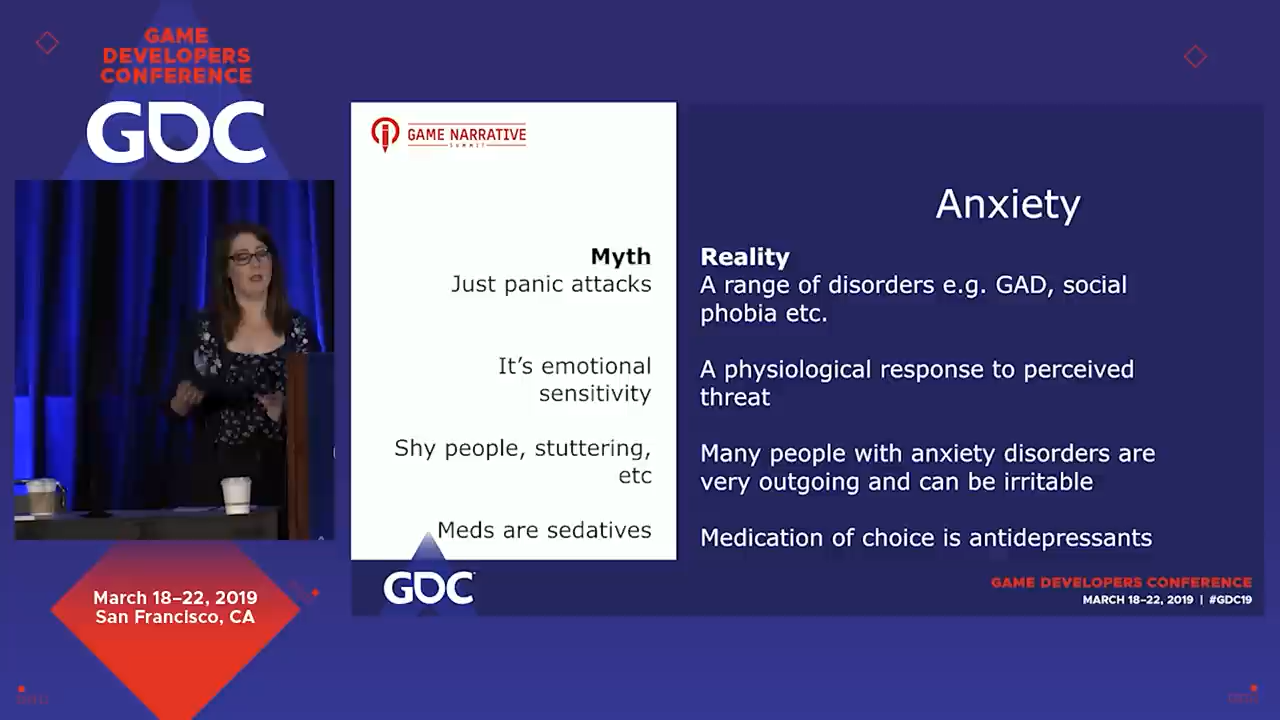 GAME
DEVELOPERS
CONFERENCE
GDC
March 18–22, 2019
San Francisco, CA
GAME NARRATIVE
SUMMIT
Anxiety
Myth
Just panic attacks
It’s emotional
sensitivity
Shy people, stuttering,
etc
Meds are sedatives
Reality
A range of disorders e.g. GAD, social
phobia etc.
A physiological response to perceived
threat
Many people with anxiety disorders are
very outgoing and can be irritable
Medication of choice is antidepressants
GDC
GAME DEVELOPERS CONFERENCE
MARCH 18–22, 2019 | #GDC19